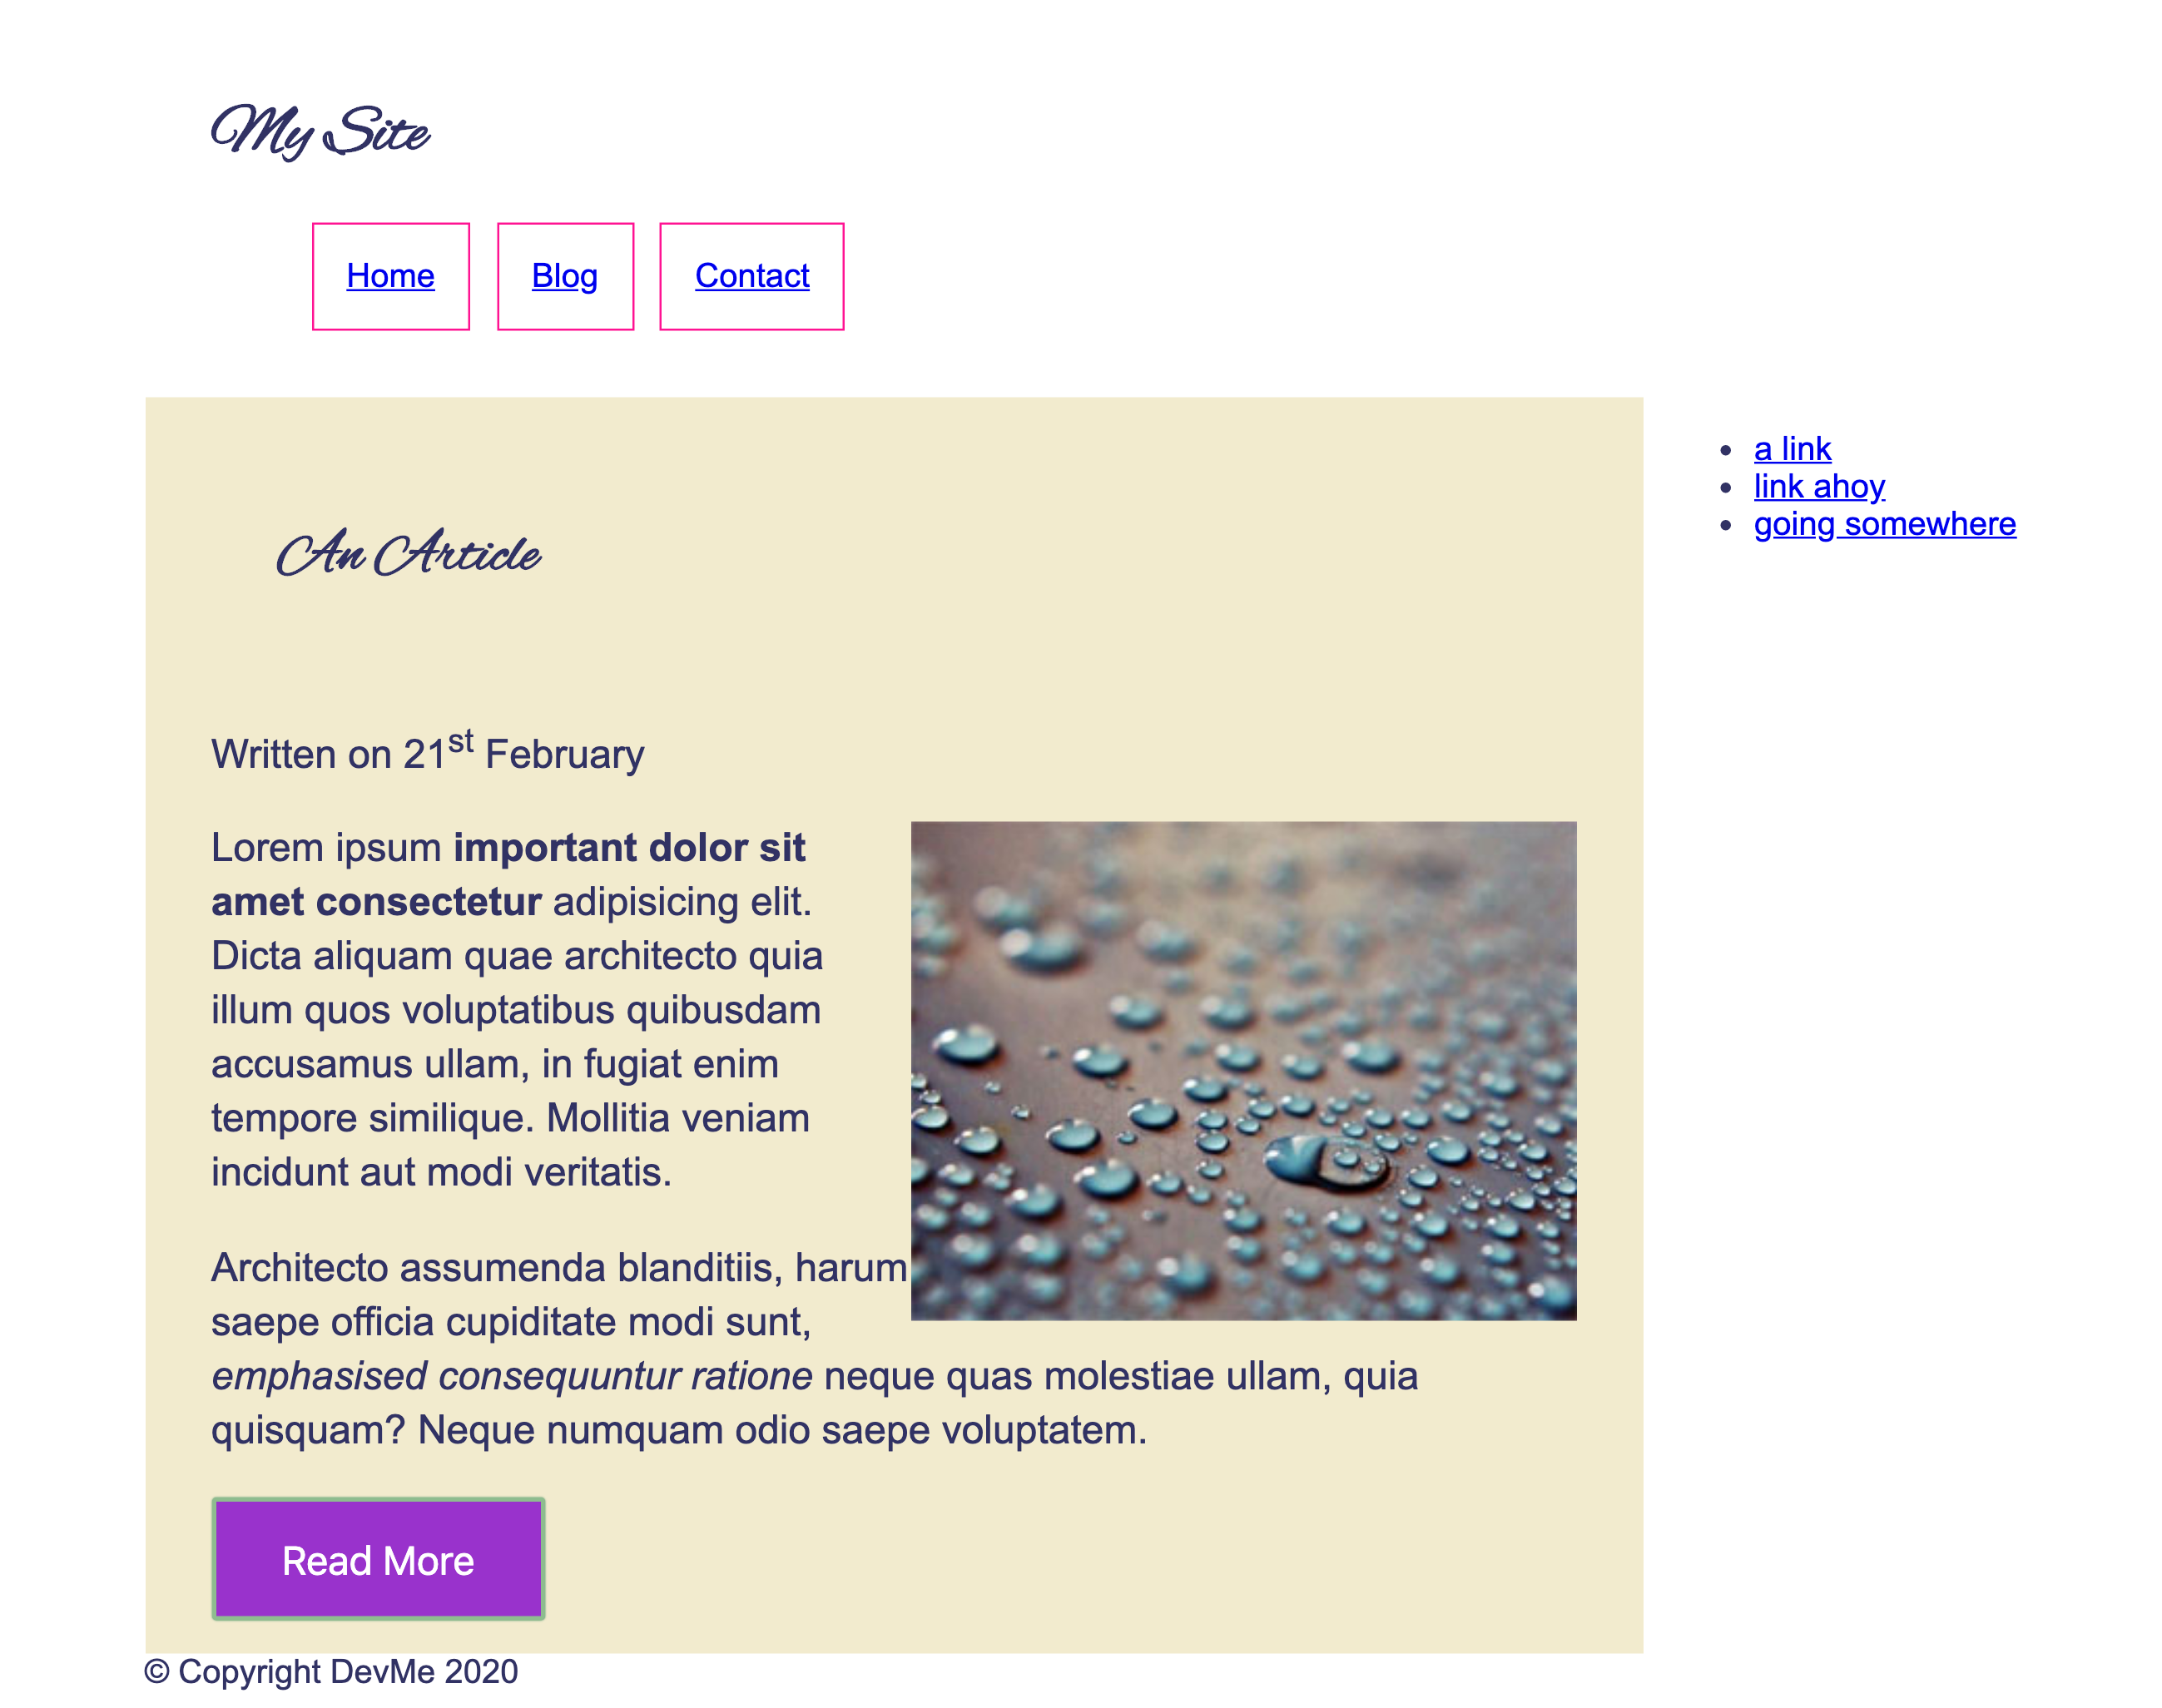 My Site
Home Blog Contact
An Article
Written on 21st February
Lorem ipsum important dolor sit
amet consectetur adipisicing elit.
Dicta aliquam quae architecto quia
illum quos voluptatibus quibusdam
accusamus ullam, in fugiat enim
tempore similique. Mollitia veniam
incidunt aut modi veritatis.
Architecto assumenda blanditiis, harum
saepe officia cupiditate modi sunt,
emphasised consequuntur ratione neque quas molestiae ullam, quia
quisquam? Neque numquam odio saepe voluptatem.
Read More
a link
link ahoy
going somewhere
© Copyright DevMe 2020